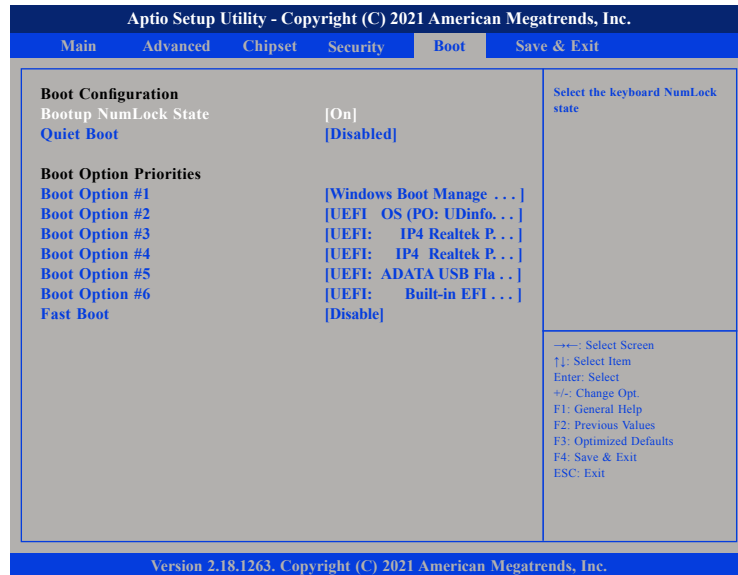 Aptio Setup Utility - Copyright (C) 2021 American Megatrends, Inc.
Main Advanced Chipset Security Boot Save & Exit
Boot Configuration
Bootup NumLock State [On]
Quiet Boot [Disabled]
Boot Option Priorities
Boot Option #1 [Windows Boot Manage . . . ]
Boot Option #2 [UEFI OS (PO: UDinfo. . . ]
Boot Option #3 [UEFI: IP4 Realtek P. . . ]
Boot Option #4 [UEFI: IP4 Realtek P. . . ]
Boot Option #5 [UEFI: ADATA USB Fla . . ]
Boot Option #6 [UEFI: Built-in EFI . . . ]
Fast Boot [Disable]
Select the keyboard NumLock
state
→←: Select Screen
↑↓: Select Item
Enter: Select
+/-: Change Opt.
F1: General Help
F2: Previous Values
F3: Optimized Defaults
F4: Save & Exit
ESC: Exit
Version 2.18.1263. Copyright (C) 2021 American Megatrends, Inc.